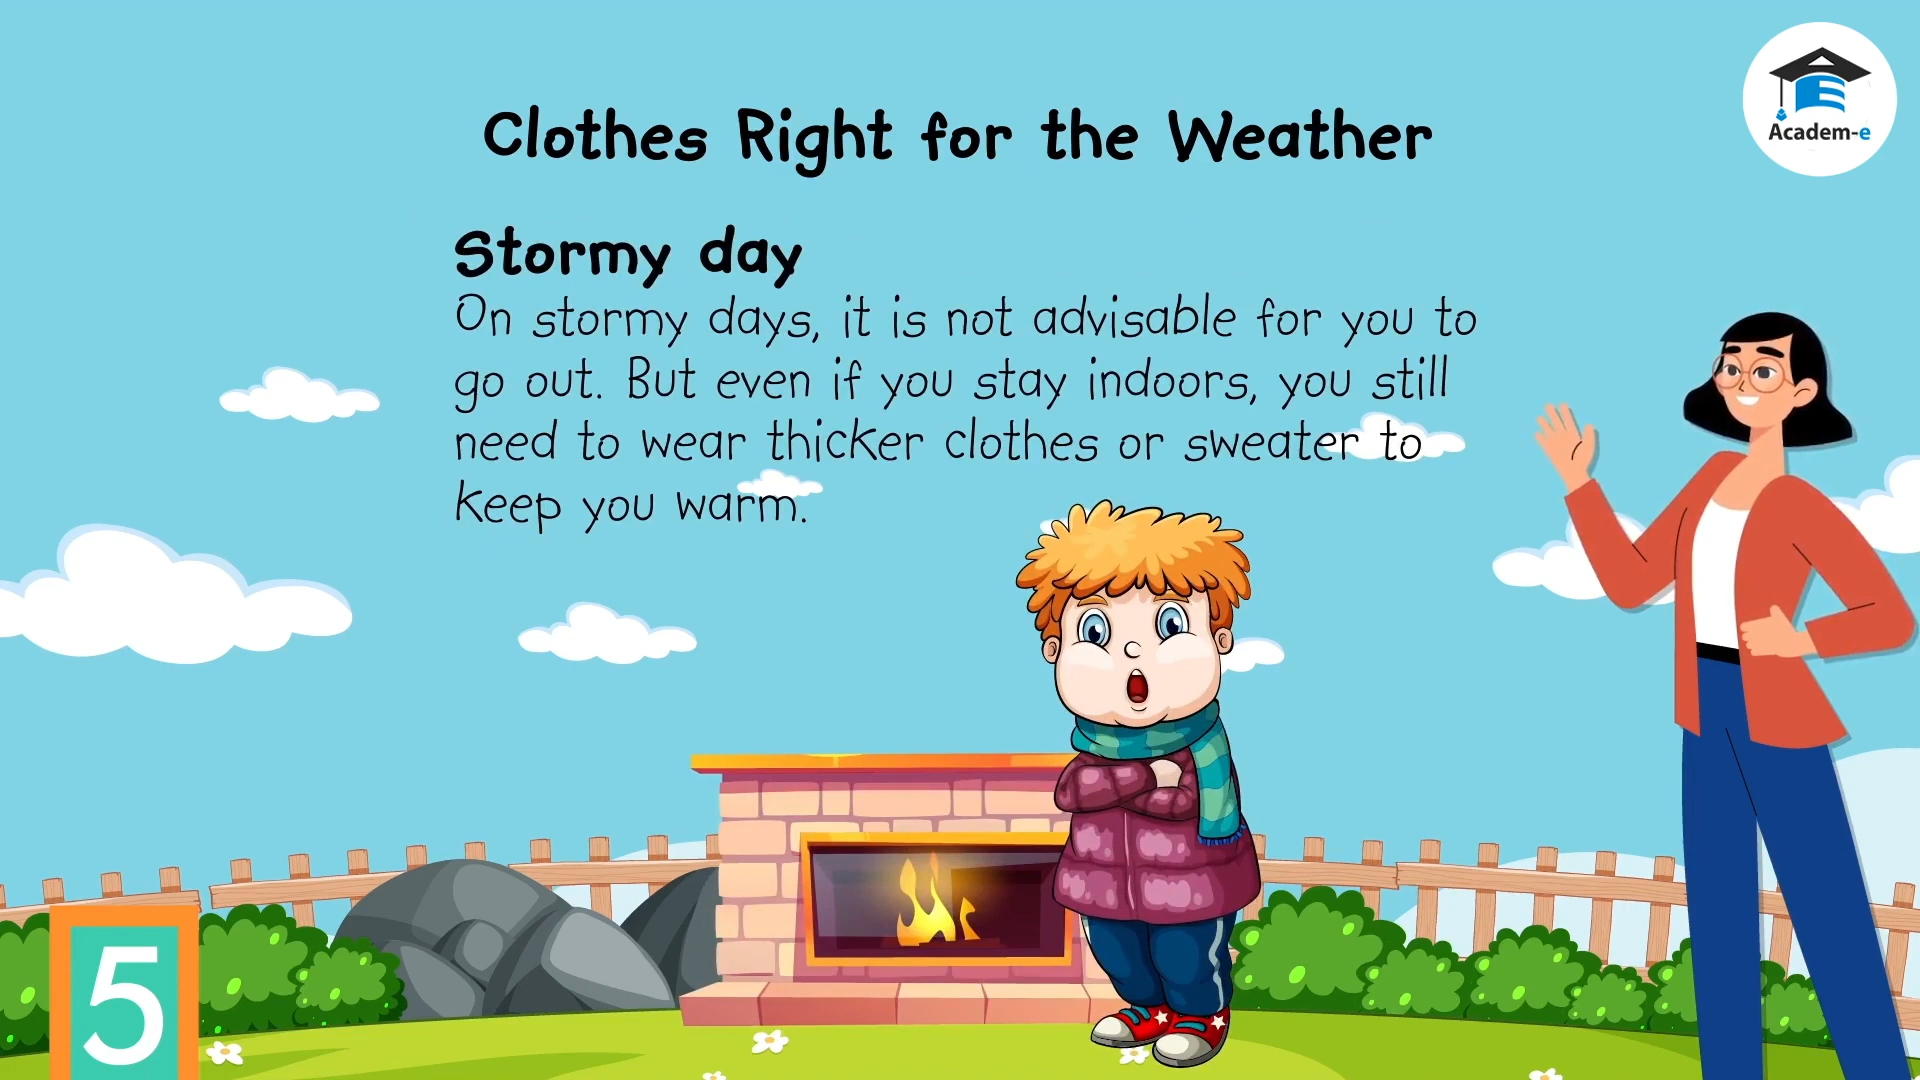 Academ-e
Clothes Right for the Weather
Stormy day
On stormy days, it is not advisable for you to
go out. But even if you stay indoors, you still
need to wear thicker clothes or sweater to
keep you warm.
5